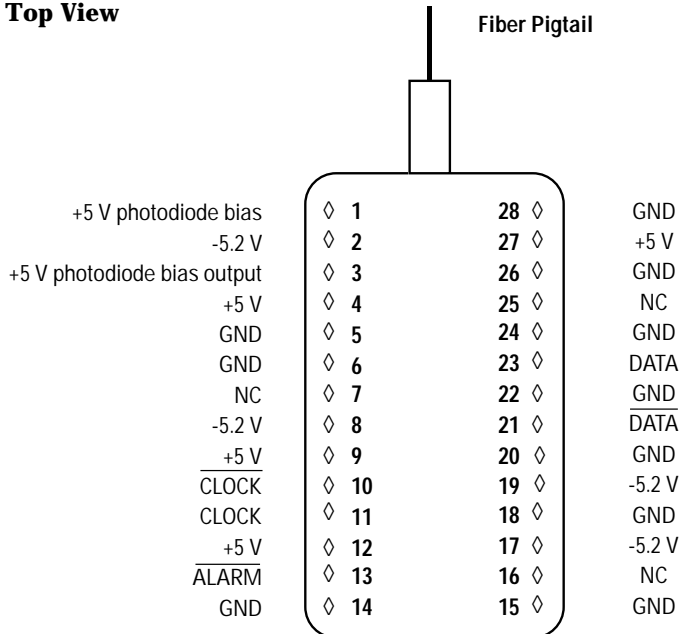 Top View
Fiber Pigtail
+5 V photodiode bias 1 28 GND
-5.2 V 2 27 +5 V
+5 V photodiode bias output 3 26 GND
+5 V 4 25 NC
GND 5 24 GND
GND 6 23 DATA
NC 7 22 GND
-5.2 V 8 21 DATA
+5 V 9 20 GND
CLOCK 10 19 -5.2 V
CLOCK 11 18 GND
+5 V 12 17 -5.2 V
ALARM 13 16 NC
GND 14 15 GND